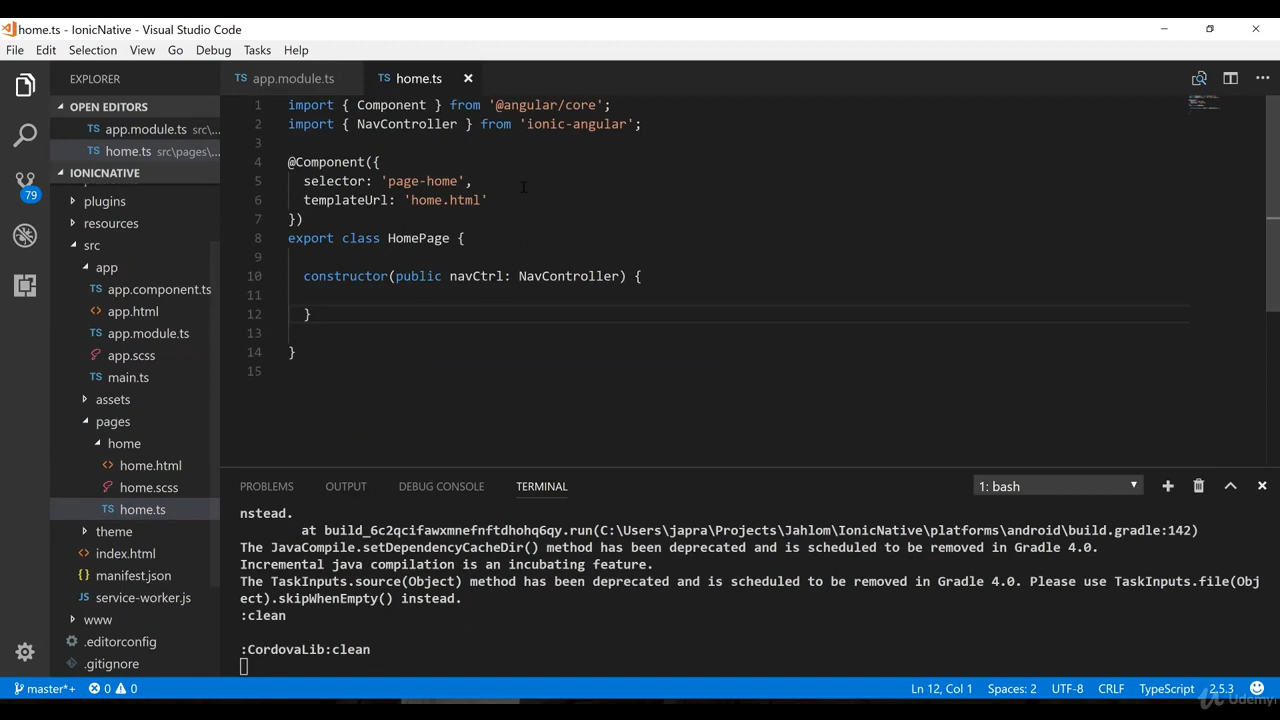 home.ts - IonicNative - Visual Studio Code
File Edit Selection View Go Debug Tasks Help
EXPLORER
OPEN EDITORS
TS app.module.ts src\...
TS home.ts src\pages\...
IONICNATIVE
plugins
resources
src
app
TS app.component.ts
<> app.html
TS app.module.ts
app.scss
TS main.ts
assets
pages
home
<> home.html
home.scss
TS home.ts
theme
<> index.html
{} manifest.json
JS service-worker.js
www
.editorconfig
.gitignore
79
TS app.module.ts
TS home.ts
1 import { Component } from '@angular/core';
2 import { NavController } from 'ionic-angular';
3
4 @Component({
5 selector: 'page-home',
6 templateUrl: 'home.html'
7 })
8 export class HomePage {
9
10 constructor(public navCtrl: NavController) {
11
12 }
13
14 }
15
PROBLEMS OUTPUT DEBUG CONSOLE TERMINAL
1: bash
nstead.
at build_6c2qcifawxmnefnftdhohq6qy.run(C:\Users\japra\Projects\Jahlom\IonicNative\platforms\android\build.gradle:142)
The JavaCompile.setDependencyCacheDir() method has been deprecated and is scheduled to be removed in Gradle 4.0.
Incremental java compilation is an incubating feature.
The TaskInputs.source(Object) method has been deprecated and is scheduled to be removed in Gradle 4.0. Please use TaskInputs.file(Obj
ect).skipWhenEmpty() instead.
:clean
:CordovaLib:clean
master*+ 0 0
Ln 12, Col 1 Spaces: 2 UTF-8 CRLF TypeScript 2.5.3
Udemy